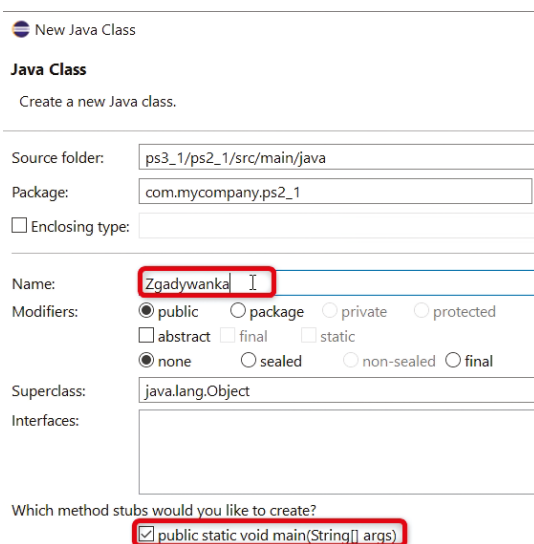 New Java Class
Java Class
Create a new Java class.
Source folder: ps3_1/ps2_1/src/main/java
Package: com.mycompany.ps2_1
Enclosing type:
Name: Zgadywanka
Modifiers: public package private protected
abstract final static
none sealed non-sealed final
Superclass: java.lang.Object
Interfaces:
Which method stubs would you like to create?
public static void main(String[] args)